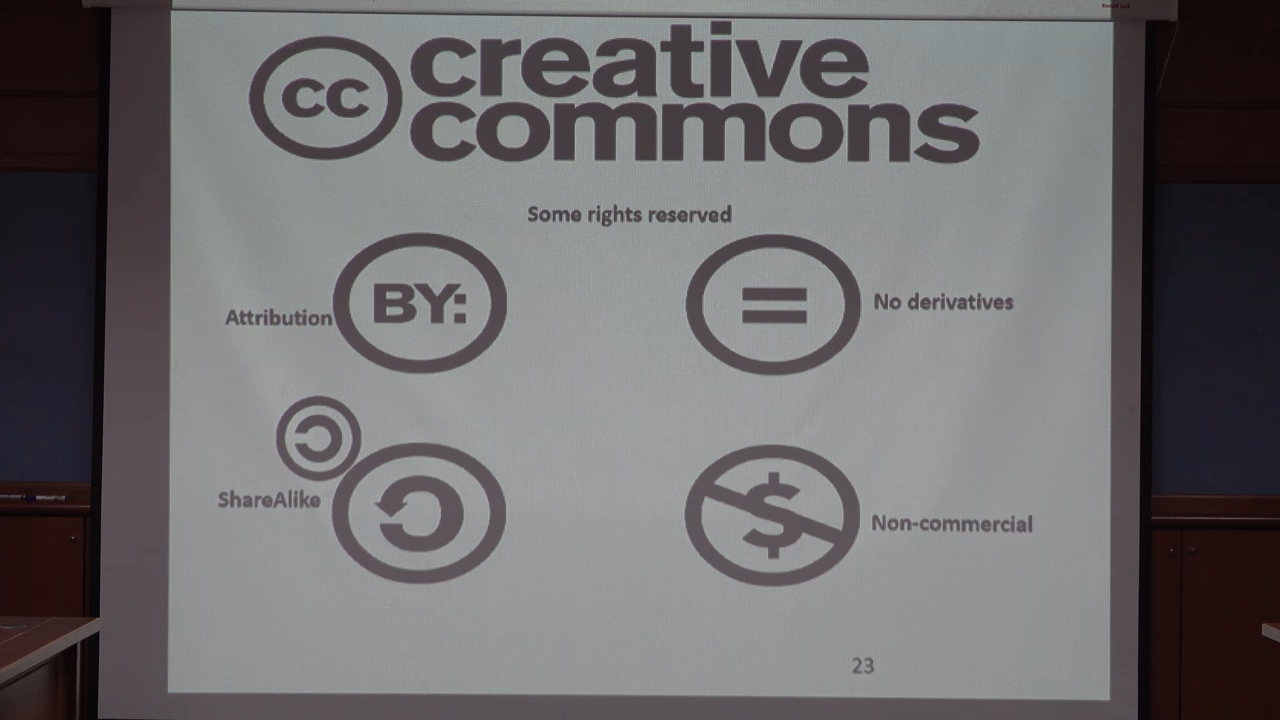 cc creative
commons
Some rights reserved
Attribution BY: = No derivatives
ShareAlike $ Non-commercial
23